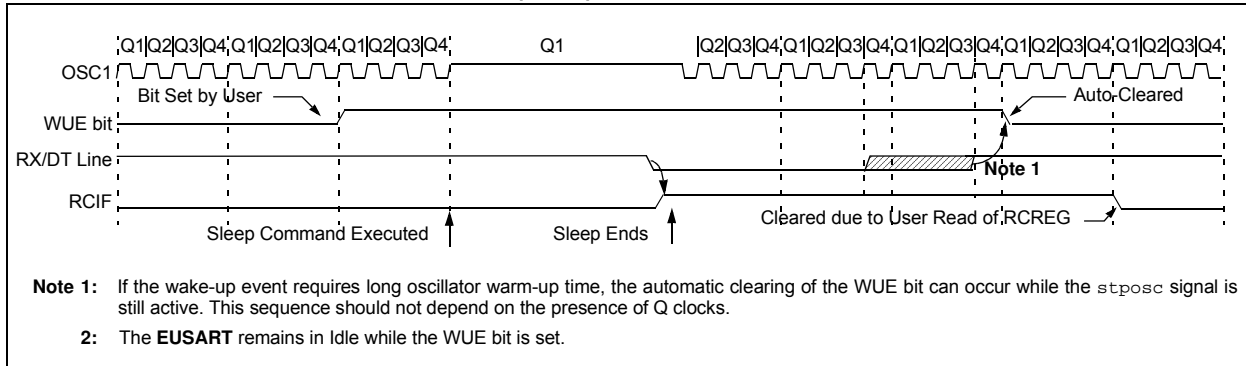 Q1|Q2|Q3|Q4 Q1|Q2|Q3|Q4 Q1|Q2|Q3|Q4 Q1 |Q2|Q3|Q4 Q1|Q2|Q3|Q4 Q1|Q2|Q3|Q4 Q1|Q2|Q3|Q4 Q1|Q2|Q3|Q4
OSC1
Bit Set by User Auto-Cleared
WUE bit
RX/DT Line
Note 1
RCIF
Cleared due to User Read of RCREG
Sleep Command Executed Sleep Ends
Note 1: If the wake-up event requires long oscillator warm-up time, the automatic clearing of the WUE bit can occur while the stposc signal is
still active. This sequence should not depend on the presence of Q clocks.
2: The EUSART remains in Idle while the WUE bit is set.